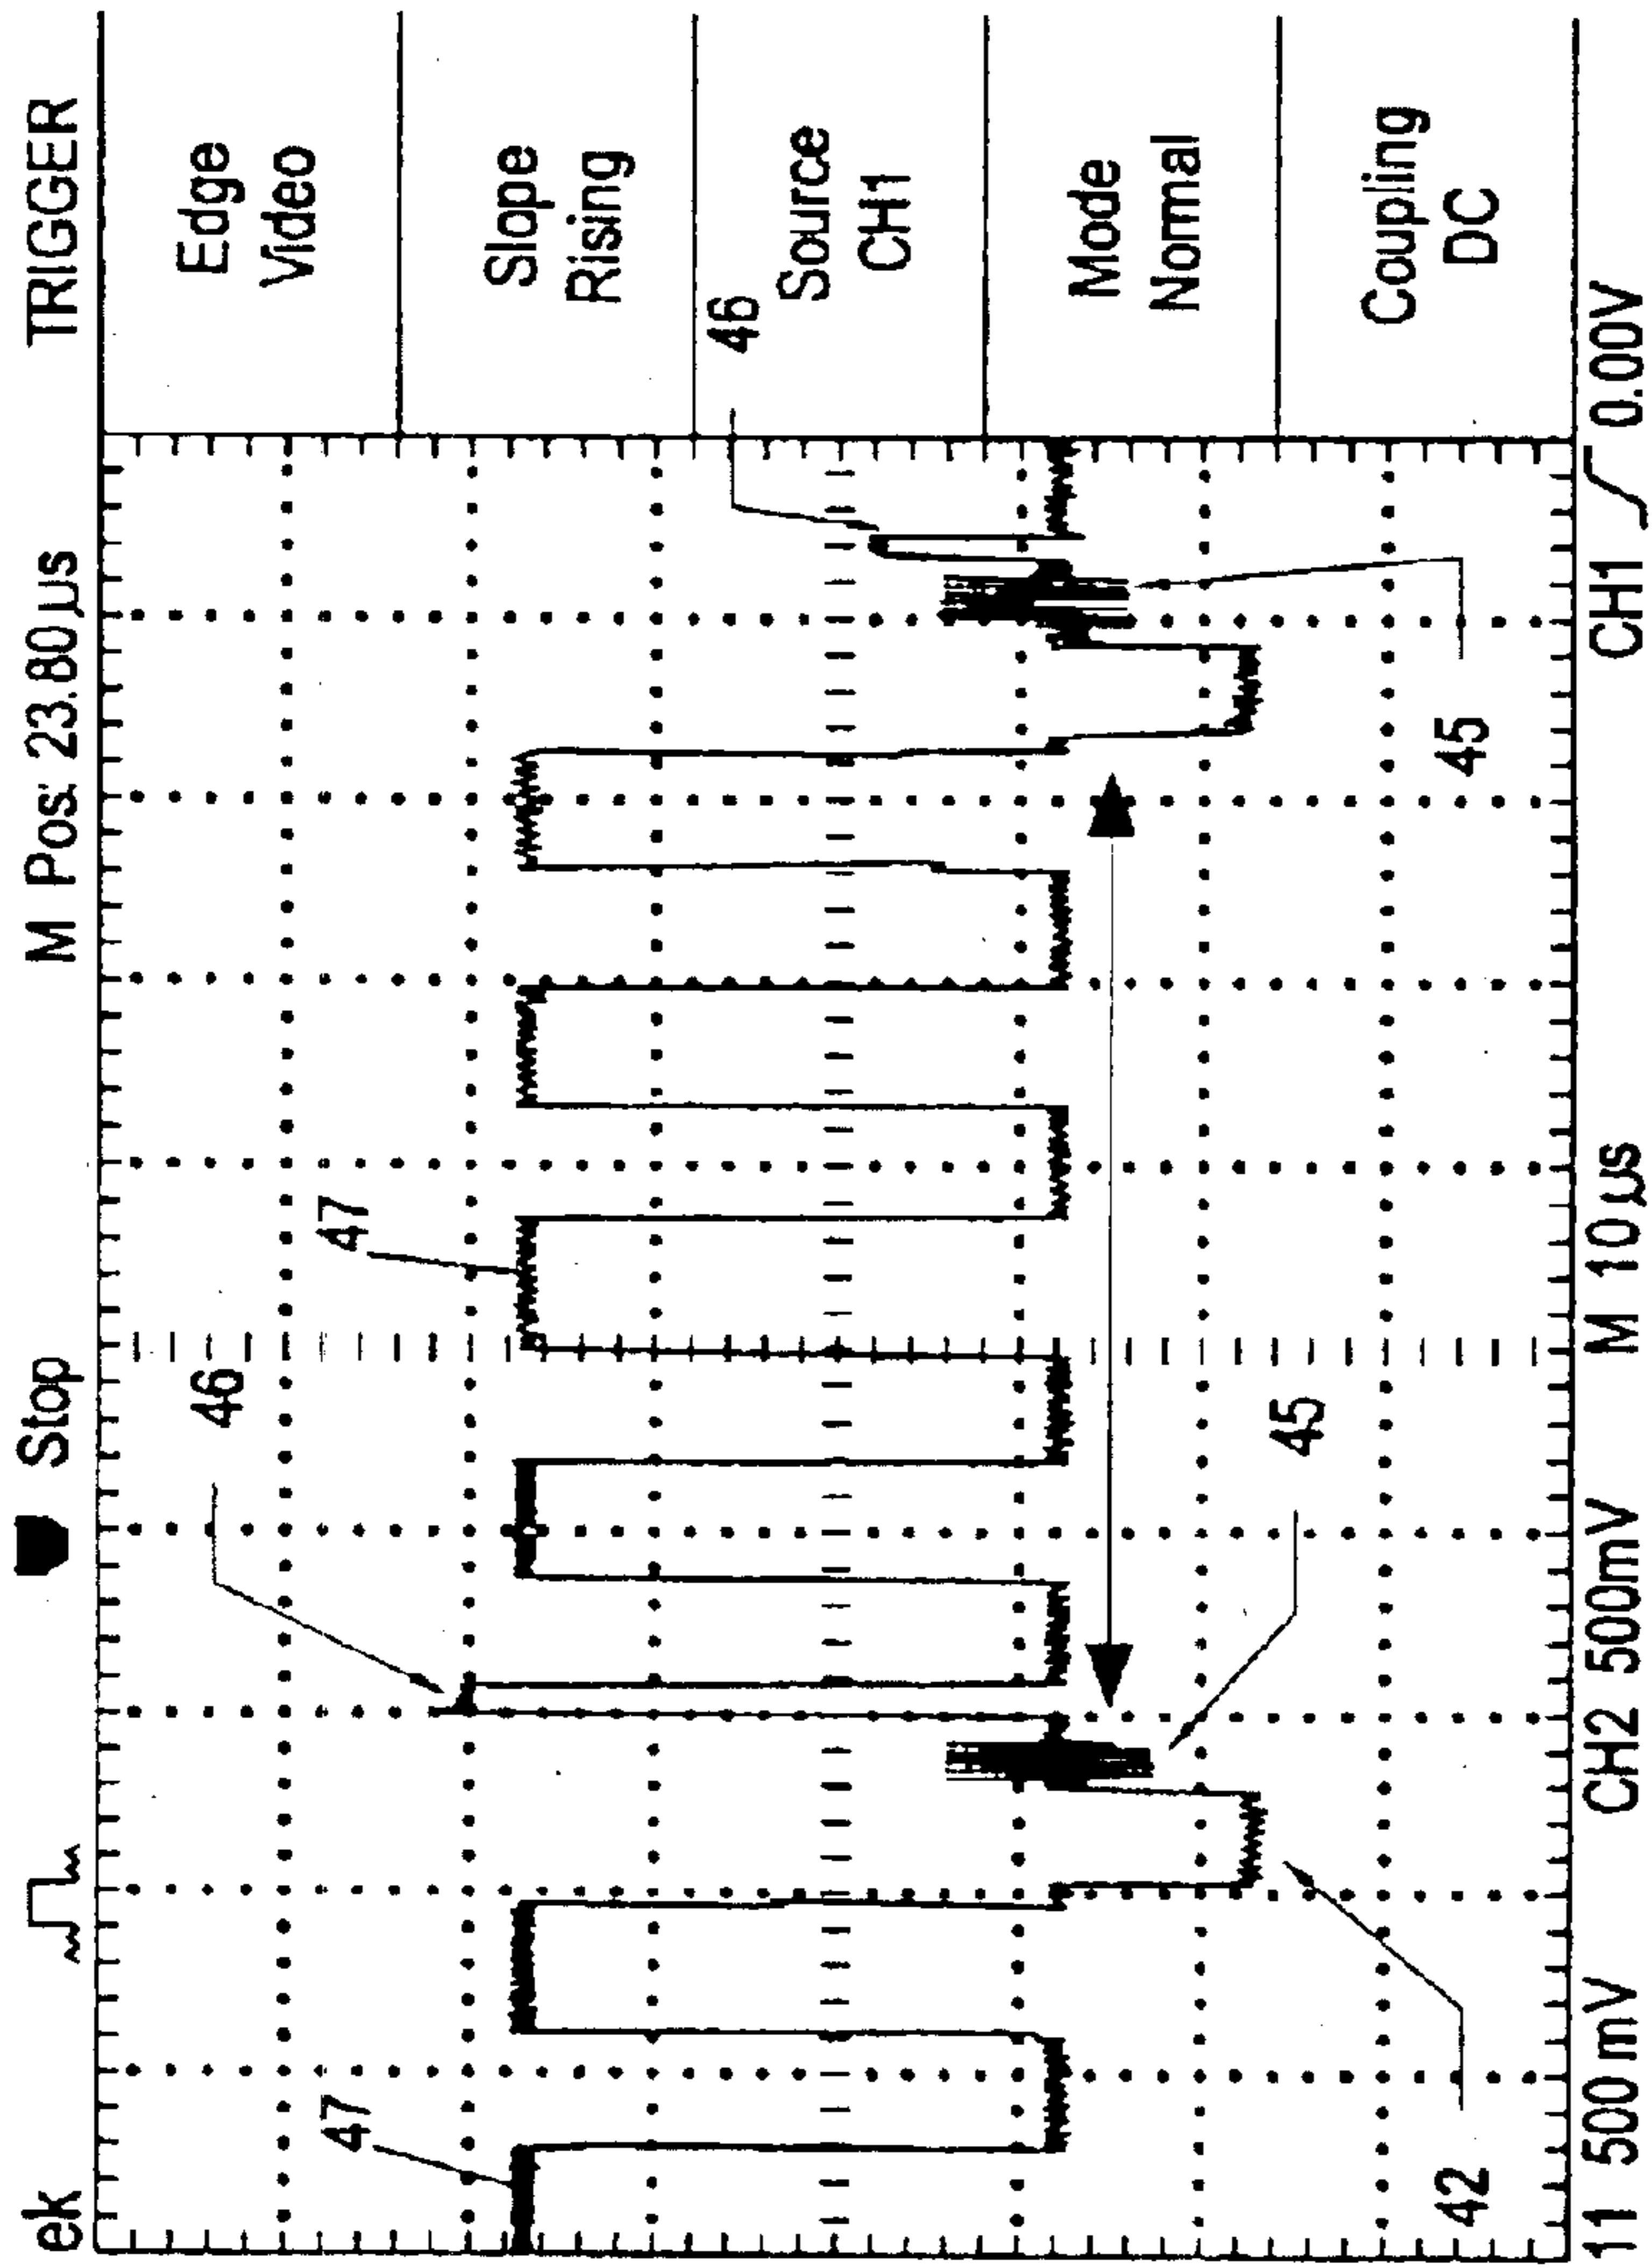 ek Stop M Pos: 23.80 µs TRIGGER
Edge
Video
Slope
Rising
Source
CH1
Mode
Normal
Coupling
DC
47
46
47
46
42
45
45
11 500 mV CH2 500mV M 10 µs CH1 0.00V